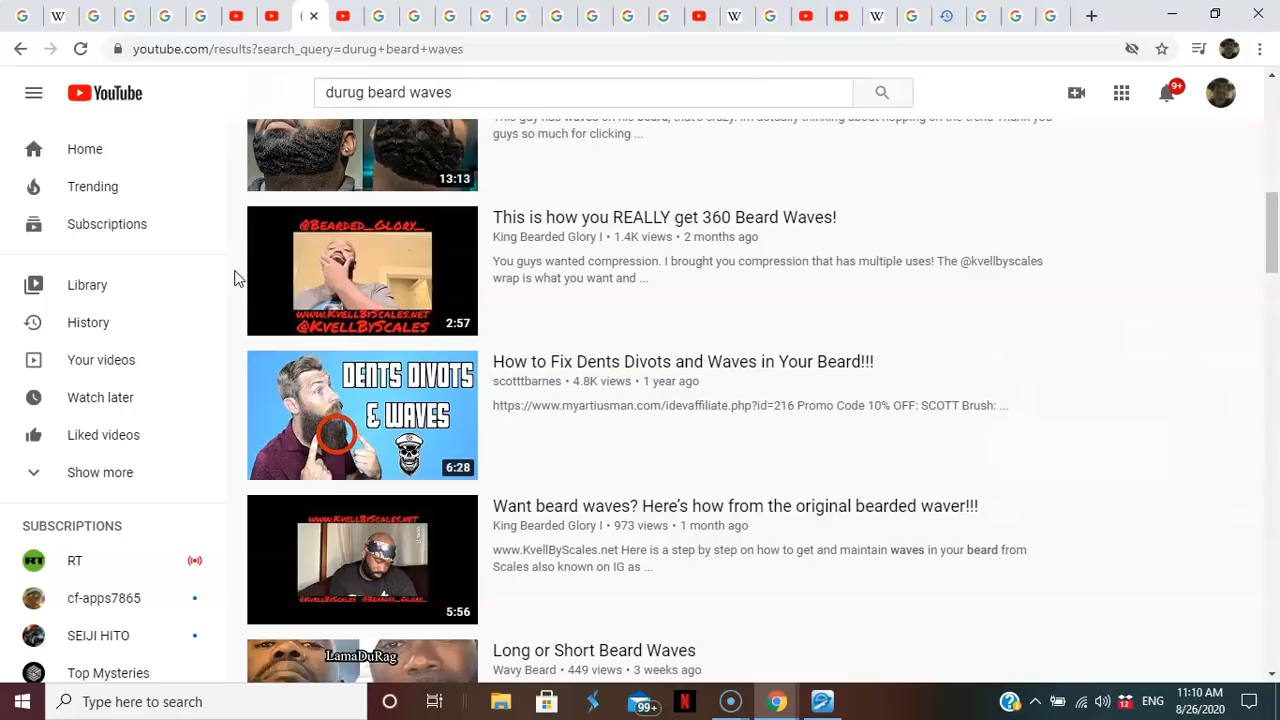 youtube.com/results?search_query=durug+beard+waves
YouTube
durug beard waves
9+
Home
Trending
Subscriptions
Library
History
Your videos
Watch later
Liked videos
Show more
SUBSCRIPTIONS
RT
cf-apps7865
SEIJI HITO
Top Mysteries
This guy has waves on his beard, that's crazy. Im actually thinking about hopping on the trend Thank you
guys so much for clicking ...
13:13
@BEARDED_GLORY_
WWW.KVELLBYSCALES.NET
@KVELLBYSCALES
2:57
This is how you REALLY get 360 Beard Waves!
King Bearded Glory I • 1.4K views • 2 months ago
You guys wanted compression. I brought you compression that has multiple uses! The @kvellbyscales
wrap is what you want and ...
DENTS DIVOTS
& WAVES
6:28
How to Fix Dents Divots and Waves in Your Beard!!!
scotttbarnes • 4.8K views • 1 year ago
https://www.myartiusman.com/idevaffiliate.php?id=216 Promo Code 10% OFF: SCOTT Brush: ...
WWW.KVELLBYSCALES.NET
@KVELLBYSCALES @BEARDED_GLORY_
5:56
Want beard waves? Here's how from the original bearded waver!!!
King Bearded Glory I • 973 views • 1 month ago
www.KvellByScales.net Here is a step by step on how to get and maintain waves in your beard from
Scales also known on IG as ...
LamaDuRag
Long or Short Beard Waves
Wavy Beard • 449 views • 3 weeks ago
Type here to search
99+
N
12
ENG
11:10 AM
8/26/2020